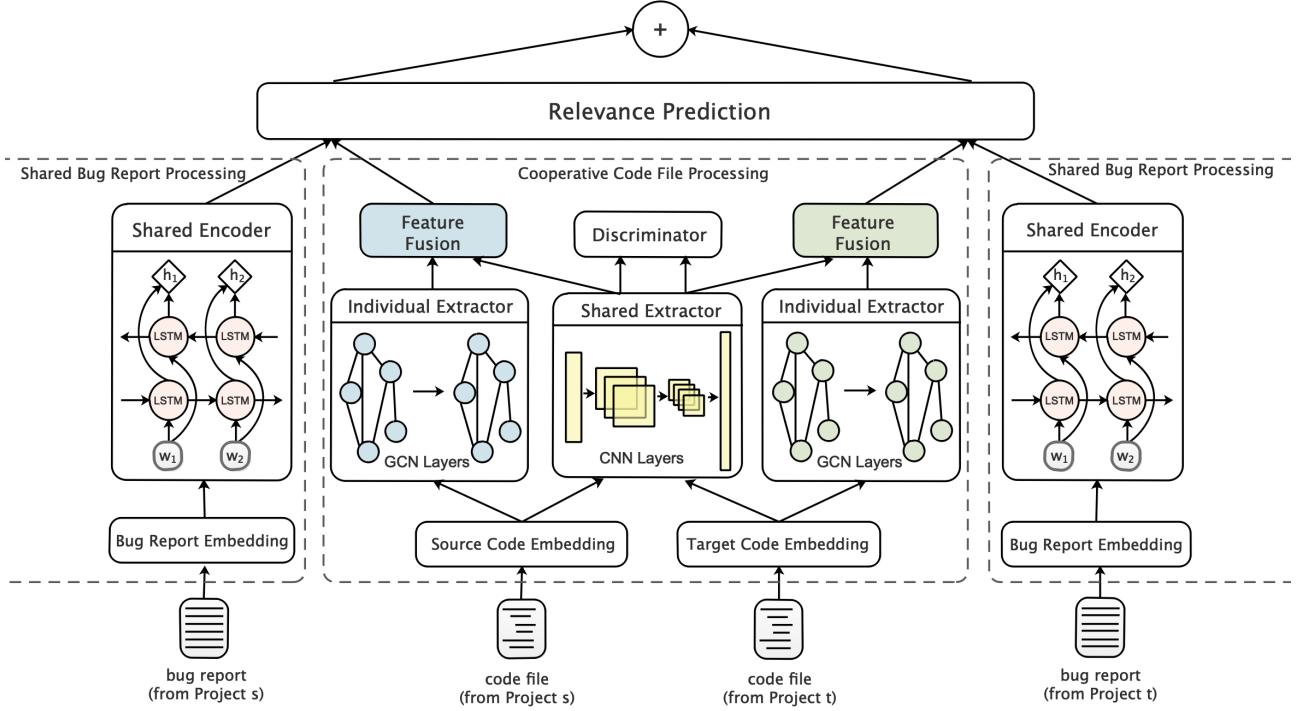 +
Relevance Prediction
Shared Bug Report Processing
Cooperative Code File Processing
Shared Bug Report Processing
Shared Encoder
h1
h2
LSTM
LSTM
LSTM
LSTM
w1
w2
Bug Report Embedding
Feature
Fusion
Discriminator
Feature
Fusion
Individual Extractor
GCN Layers
Shared Extractor
CNN Layers
Individual Extractor
GCN Layers
Source Code Embedding
Target Code Embedding
Shared Encoder
h1
h2
LSTM
LSTM
LSTM
LSTM
w1
w2
Bug Report Embedding
bug report
(from Project s)
code file
(from Project s)
code file
(from Project t)
bug report
(from Project t)